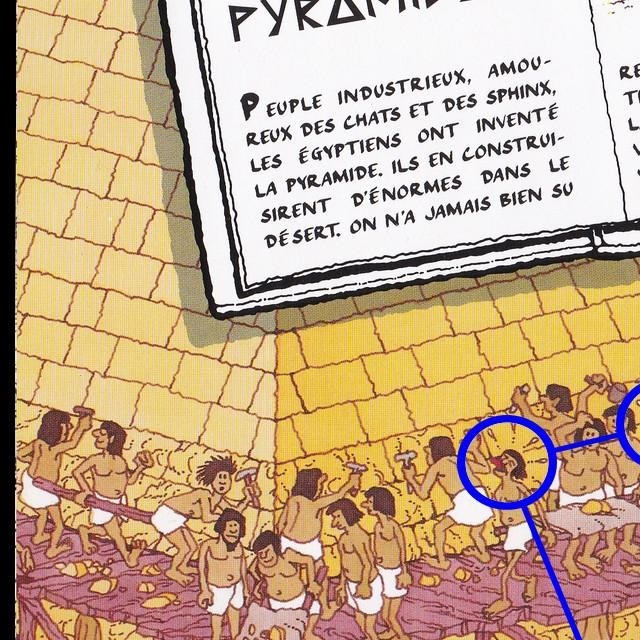 PYRAMIDE
PEUPLE INDUSTRIEUX, AMOU-
REUX DES CHATS ET DES SPHINX,
LES ÉGYPTIENS ONT INVENTÉ
LA PYRAMIDE. ILS EN CONSTRUI-
SIRENT D'ÉNORMES DANS LE
DÉSERT. ON N'A JAMAIS BIEN SU
RE